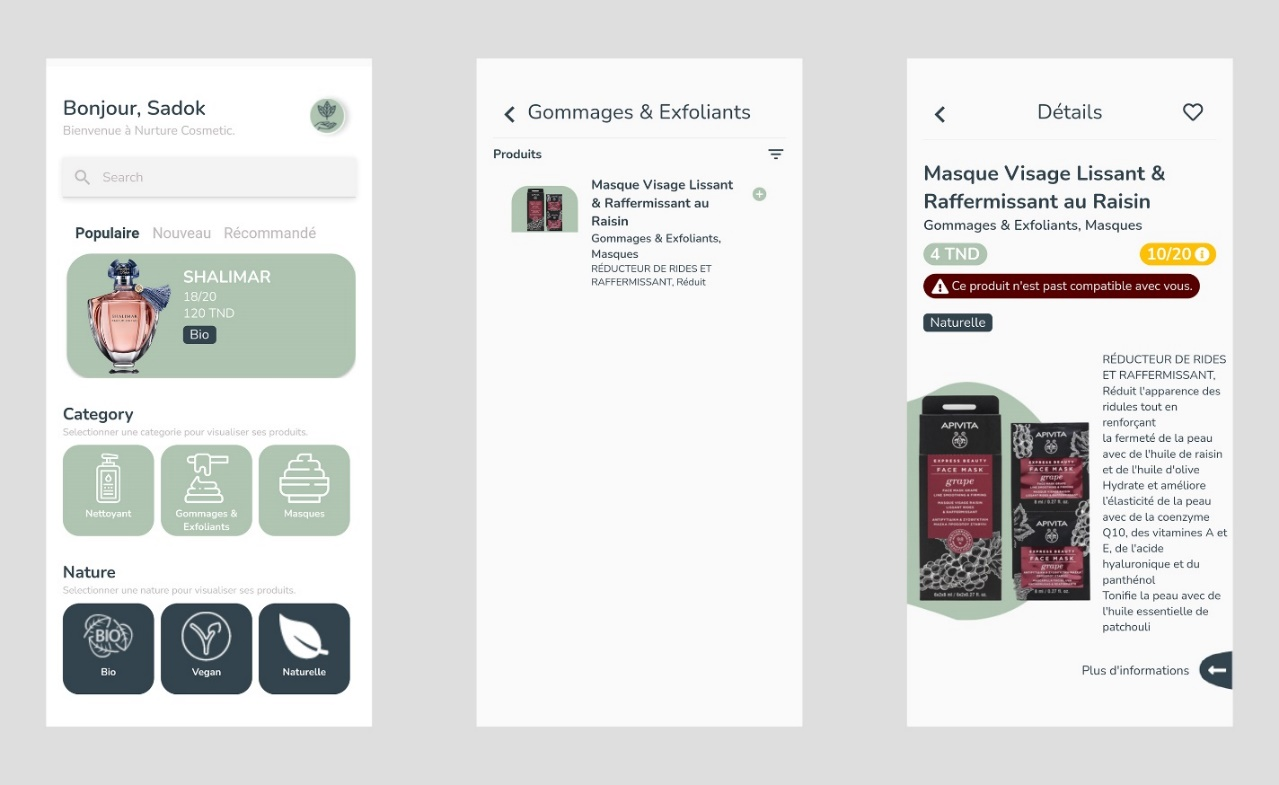 Bonjour, Sadok
Bienvenue à Nurture Cosmetic.
Search
Populaire Nouveau Récommandé
SHALIMAR
18/20
120 TND
Bio
SHALIMAR
Category
Selectionner une categorie pour visualiser ses produits.
Nettoyant
Gommages &
Exfoliants
Masques
Nature
Selectionner une nature pour visualiser ses produits.
BIO
Bio
Vegan
Naturelle
Gommages & Exfoliants
Produits
Masque Visage Lissant
& Raffermissant au
Raisin
Gommages & Exfoliants,
Masques
RÉDUCTEUR DE RIDES ET
RAFFERMISSANT, Réduit
Détails
Masque Visage Lissant &
Raffermissant au Raisin
Gommages & Exfoliants, Masques
4 TND
10/20
Ce produit n'est past compatible avec vous.
Naturelle
RÉDUCTEUR DE RIDES
ET RAFFERMISSANT,
Réduit l'apparence des
ridules tout en
renforçant
la fermeté de la peau
avec de l'huile de raisin
et de l'huile d'olive
Hydrate et améliore
l'élasticité de la peau
avec de la coenzyme
Q10, des vitamines A et
E, de l'acide
hyaluronique et du
panthénol
Tonifie la peau avec de
l'huile essentielle de
patchouli
APIVITA
EXPRESS BEAUTY
FACE MASK
grape
APIVITA
EXPRESS BEAUTY
FACE MASK
grape
APIVITA
EXPRESS BEAUTY
FACE MASK
grape
Plus d'informations